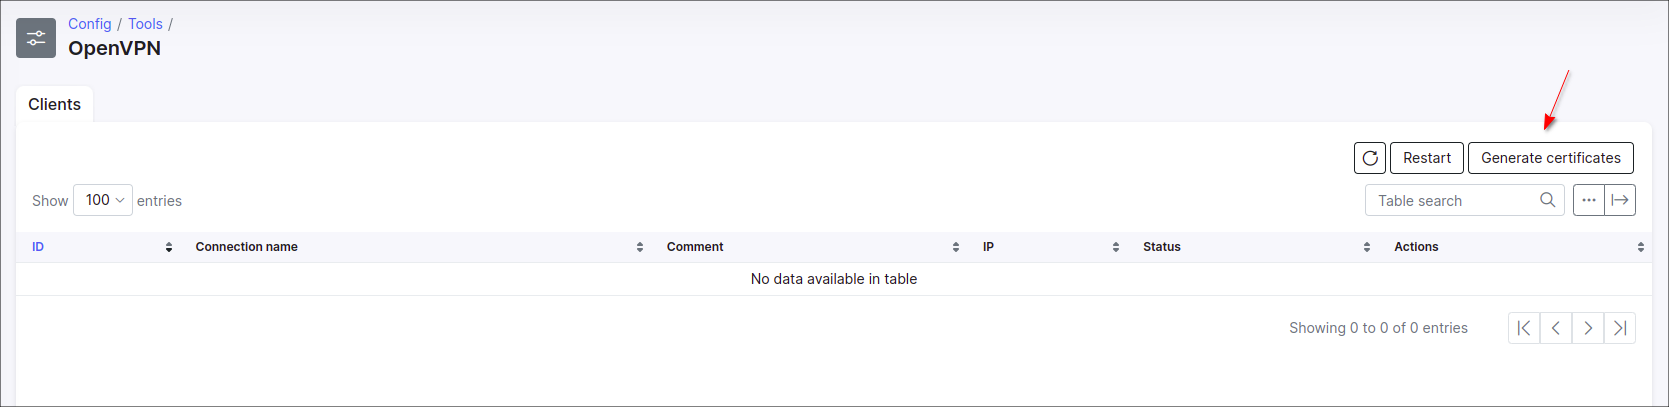 Config / Tools /
OpenVPN
Clients
Restart Generate certificates
Show 100 entries Table search
ID Connection name Comment IP Status Actions
No data available in table
Showing 0 to 0 of 0 entries